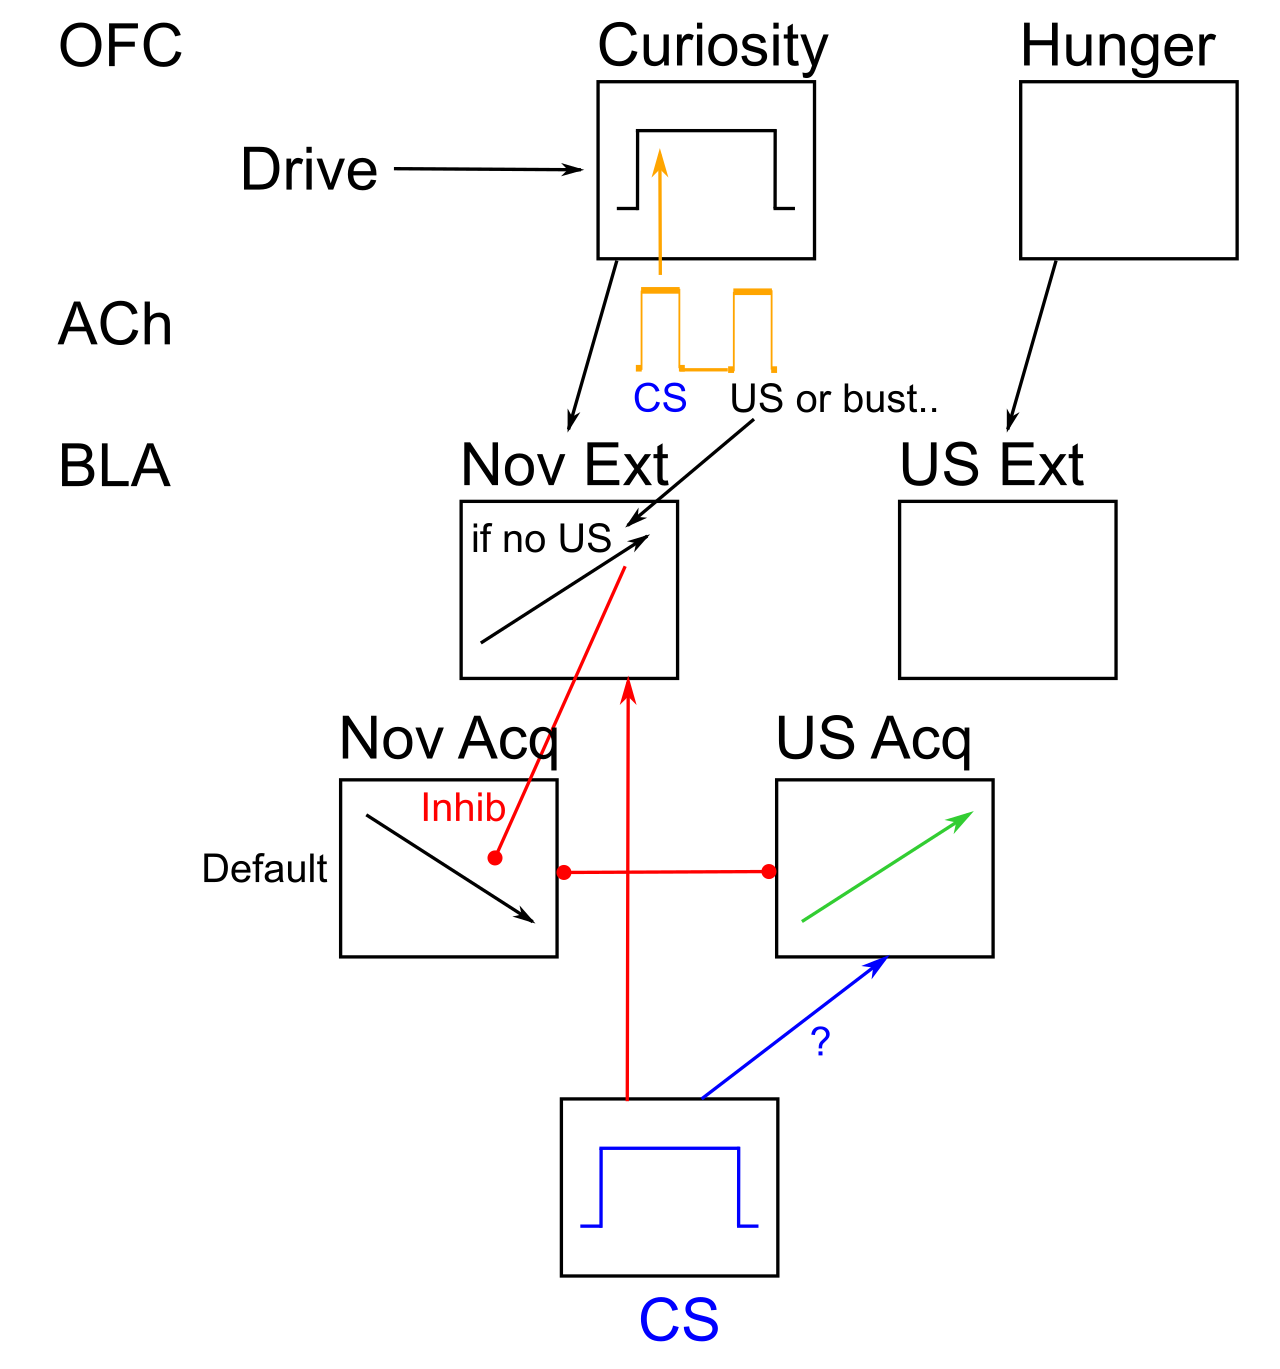 OFC
Curiosity
Hunger
Drive
ACh
CS
US or bust..
BLA
Nov Ext
US Ext
if no US
Nov Acq
US Acq
Inhib
Default
?
CS